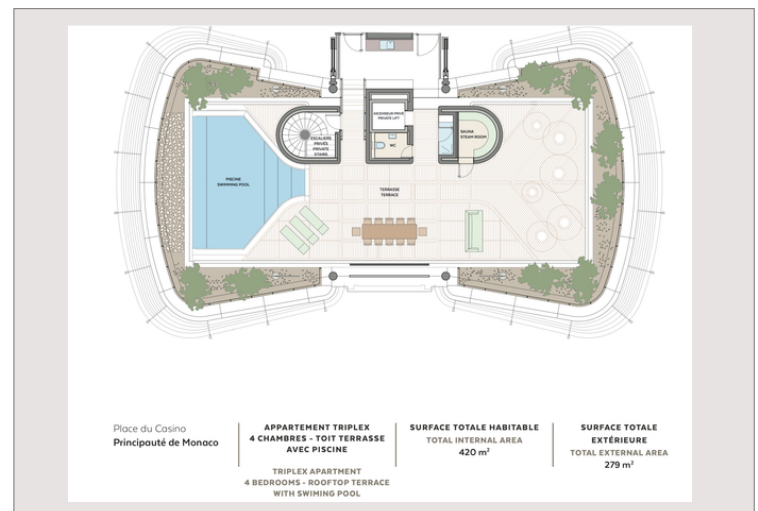 ASCENSEUR PRIVÉ
PRIVATE LIFT
ESCALIERS
PRIVÉS
PRIVATE
STAIRS
WC
SAUNA
STEAM ROOM
PISCINE
SWIMMING POOL
TERRASSE
TERRACE
Place du Casino
Principauté de Monaco
APPARTEMENT TRIPLEX
4 CHAMBRES - TOIT TERRASSE
AVEC PISCINE
TRIPLEX APARTMENT
4 BEDROOMS - ROOFTOP TERRACE
WITH SWIMING POOL
SURFACE TOTALE HABITABLE
TOTAL INTERNAL AREA
420 m²
SURFACE TOTALE
EXTÉRIEURE
TOTAL EXTERNAL AREA
279 m²